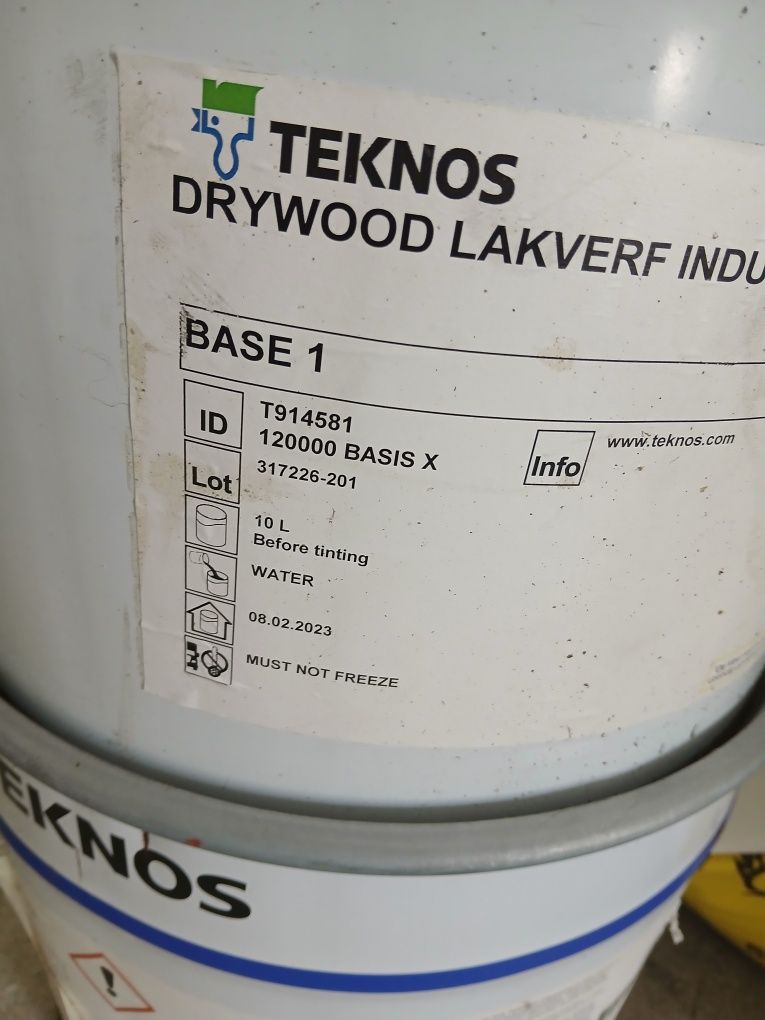 TEKNOS
DRYWOOD LAKVERF INDU
BASE 1
ID
T914581
120000 BASIS X
Info
www.teknos.com
Lot
317226-201
10 L
Before tinting
WATER
08.02.2023
MUST NOT FREEZE
EKNOS